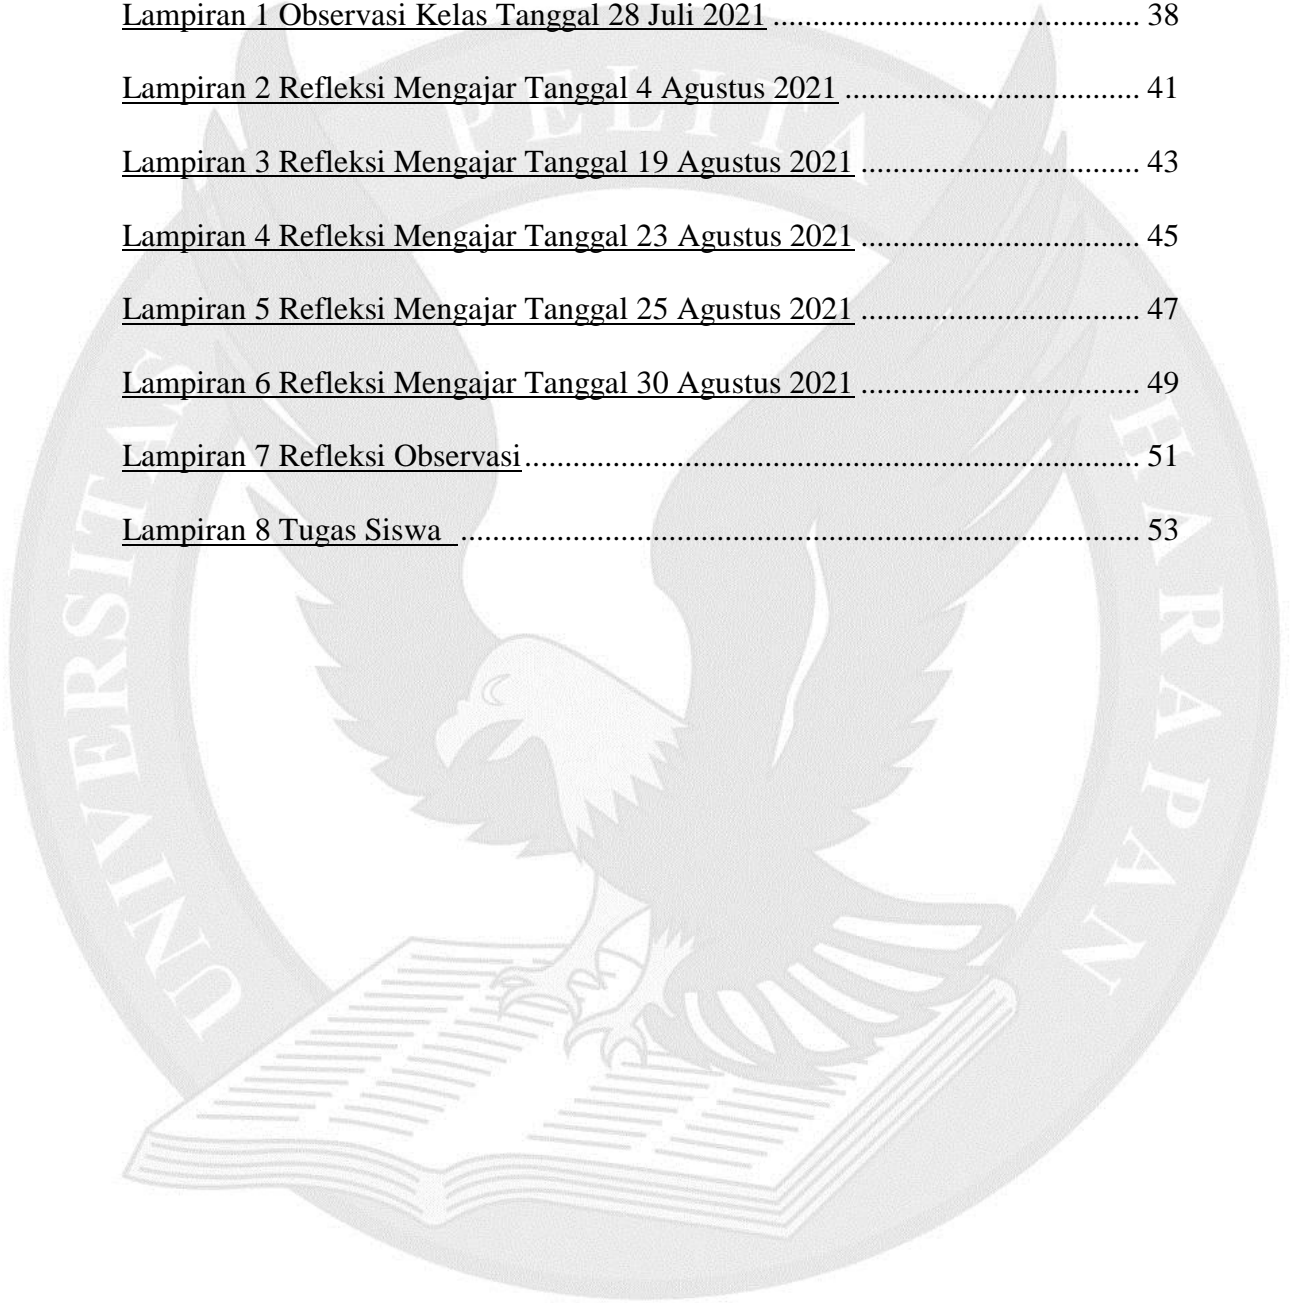 Lampiran 1 Observasi Kelas Tanggal 28 Juli 2021 .............................................. 38
Lampiran 2 Refleksi Mengajar Tanggal 4 Agustus 2021 ..................................... 41
Lampiran 3 Refleksi Mengajar Tanggal 19 Agustus 2021 ................................... 43
Lampiran 4 Refleksi Mengajar Tanggal 23 Agustus 2021 ................................... 45
Lampiran 5 Refleksi Mengajar Tanggal 25 Agustus 2021 ................................... 47
Lampiran 6 Refleksi Mengajar Tanggal 30 Agustus 2021 ................................... 49
Lampiran 7 Refleksi Observasi ............................................................................. 51
Lampiran 8 Tugas Siswa ..................................................................................... 53
UNIVERSITAS PELITA HARAPAN